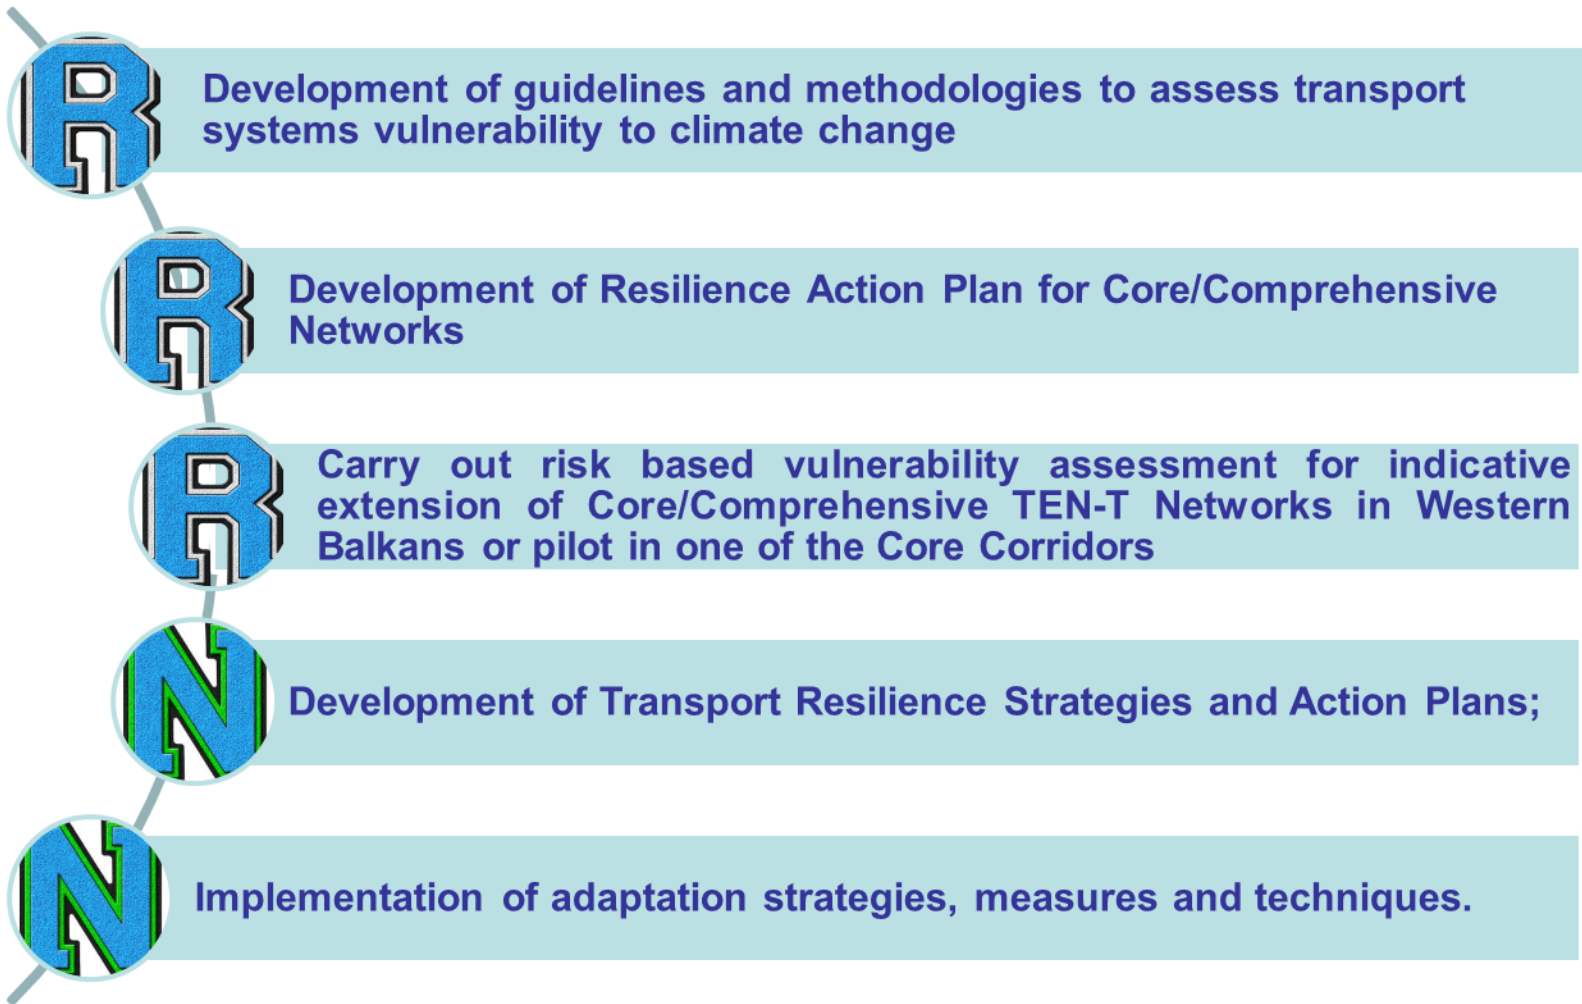 R
Development of guidelines and methodologies to assess transport
systems vulnerability to climate change
R
Development of Resilience Action Plan for Core/Comprehensive
Networks
R
Carry out risk based vulnerability assessment for indicative
extension of Core/Comprehensive TEN-T Networks in Western
Balkans or pilot in one of the Core Corridors
N
Development of Transport Resilience Strategies and Action Plans;
N
Implementation of adaptation strategies, measures and techniques.